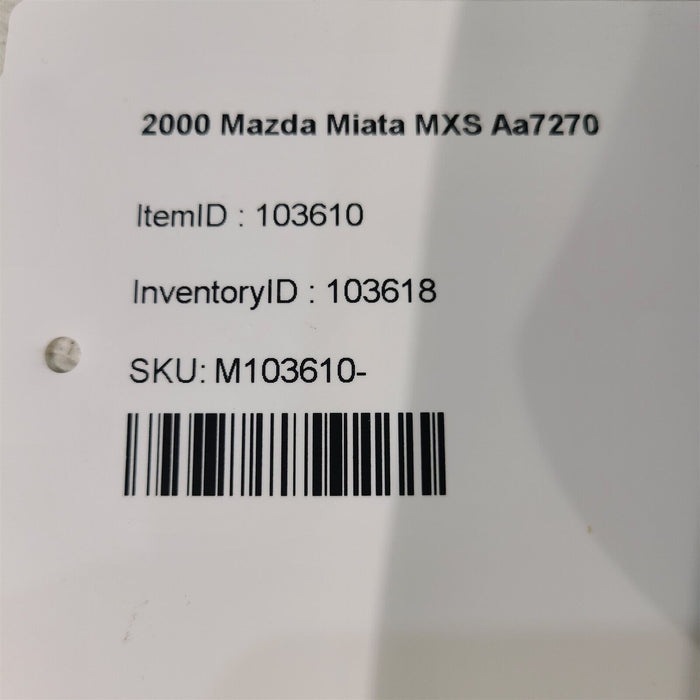 2000 Mazda Miata MXS Aa7270
ItemID : 103610
InventoryID : 103618
SKU: M103610-